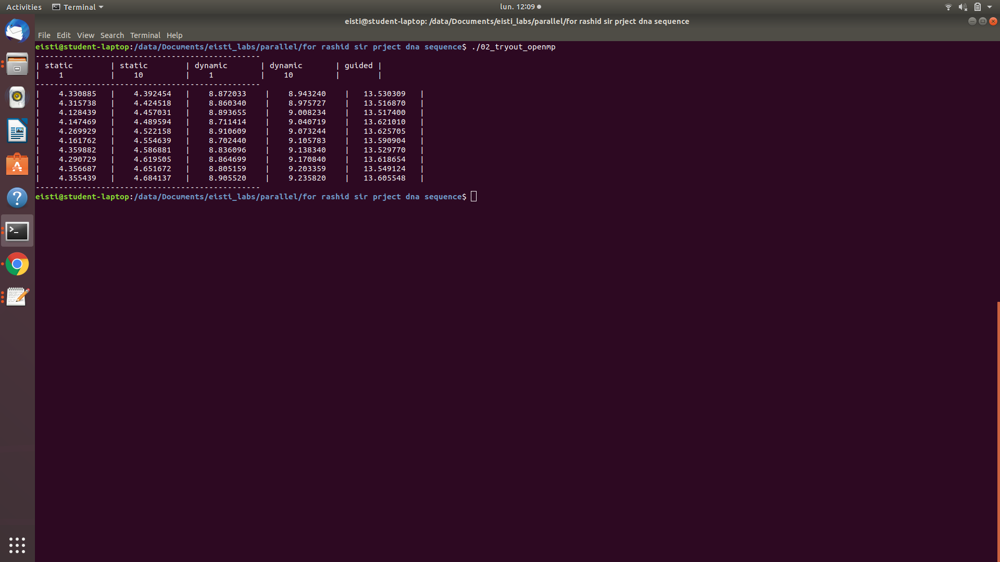 Activities Terminal lun. 12:09
eisti@student-laptop: /data/Documents/eisti_labs/parallel/for rashid sir prject dna sequence
File Edit View Search Terminal Help
eisti@student-laptop:/data/Documents/eisti_labs/parallel/for rashid sir prject dna sequence$ ./02_tryout_openmp
------------------------------------------------
| static | static | dynamic | dynamic | guided |
| 1 | 10 | 1 | 10 | |
------------------------------------------------
| 4.330885 | 4.392454 | 8.872033 | 8.943240 | 13.530309 |
| 4.315738 | 4.424518 | 8.860340 | 8.975727 | 13.516870 |
| 4.128439 | 4.457031 | 8.893655 | 9.008234 | 13.517400 |
| 4.147469 | 4.489594 | 8.711414 | 9.040719 | 13.621010 |
| 4.269929 | 4.522158 | 8.910609 | 9.073244 | 13.625705 |
| 4.161762 | 4.554639 | 8.702440 | 9.105783 | 13.590904 |
| 4.359882 | 4.586881 | 8.836096 | 9.138340 | 13.529770 |
| 4.290729 | 4.619505 | 8.864699 | 9.170840 | 13.618654 |
| 4.356687 | 4.651672 | 8.805159 | 9.203359 | 13.549124 |
| 4.355439 | 4.684137 | 8.905520 | 9.235820 | 13.605548 |
------------------------------------------------
eisti@student-laptop:/data/Documents/eisti_labs/parallel/for rashid sir prject dna sequence$